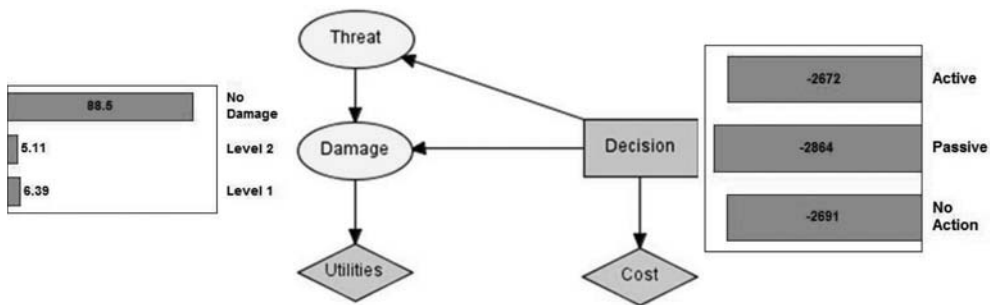 Threat
88.5
No
Damage
5.11
Level 2
6.39
Level 1
Damage
Decision
Utilities
Cost
-2672
Active
-2864
Passive
-2691
No
Action